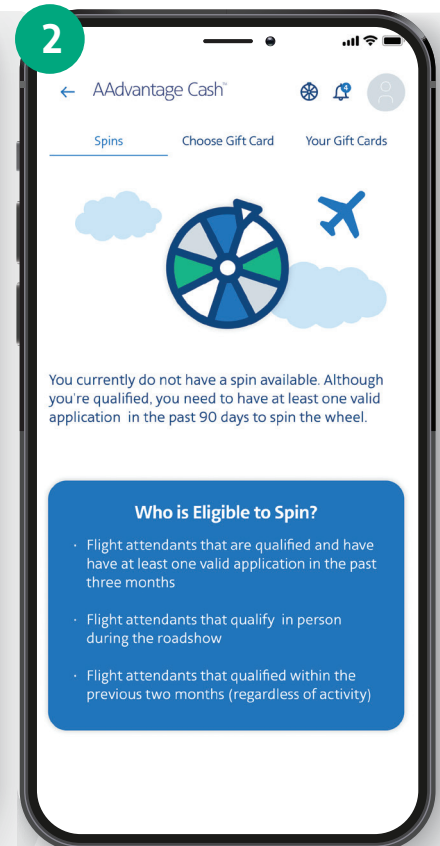 2
AAdvantage Cash™
4
Spins Choose Gift Card Your Gift Cards
You currently do not have a spin available. Although
you're qualified, you need to have at least one valid
application in the past 90 days to spin the wheel.
Who is Eligible to Spin?
· Flight attendants that are qualified and have
have at least one valid application in the past
three months
· Flight attendants that qualify in person
during the roadshow
· Flight attendants that qualified within the
previous two months (regardless of activity)